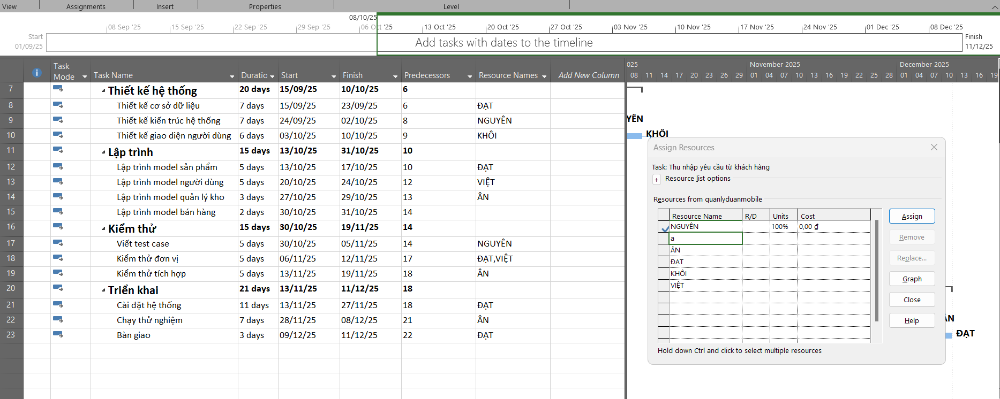 View Assignments Insert Properties Level
08/10/25
08 Sep '25 15 Sep '25 22 Sep '25 29 Sep '25 06 Oct '25 13 Oct '25 20 Oct '25 27 Oct '25 03 Nov '25 10 Nov '25 17 Nov '25 24 Nov '25 01 Dec '25 08 Dec '25
Start
01/09/25
Add tasks with dates to the timeline
Finish
11/12/25
Task Mode Task Name Duratio Start Finish Predecessors Resource Names Add New Column
7 Thiết kế hệ thống 20 days 15/09/25 10/10/25 6
8 Thiết kế cơ sở dữ liệu 7 days 15/09/25 23/09/25 6 ĐẠT
9 Thiết kế kiến trúc hệ thống 7 days 24/09/25 02/10/25 8 NGUYÊN
10 Thiết kế giao diện người dùng 6 days 03/10/25 10/10/25 9 KHÔI
11 Lập trình 15 days 13/10/25 31/10/25 10
12 Lập trình model sản phẩm 5 days 13/10/25 17/10/25 10 ĐẠT
13 Lập trình model người dùng 5 days 20/10/25 24/10/25 12 VIỆT
14 Lập trình model quản lý kho 3 days 27/10/25 29/10/25 13 ÂN
15 Lập trình model bán hàng 2 days 30/10/25 31/10/25 14
16 Kiểm thử 15 days 30/10/25 19/11/25 14
17 Viết test case 5 days 30/10/25 05/11/25 14 NGUYÊN
18 Kiểm thử đơn vị 5 days 06/11/25 12/11/25 17 ĐẠT,VIỆT
19 Kiểm thử tích hợp 5 days 13/11/25 19/11/25 18 ÂN
20 Triển khai 21 days 13/11/25 11/12/25 18
21 Cài đặt hệ thống 11 days 13/11/25 27/11/25 18 ĐẠT
22 Chạy thử nghiệm 7 days 28/11/25 08/12/25 21 ÂN
23 Bàn giao 3 days 09/12/25 11/12/25 22 ĐẠT
025 November 2025 December 2025
08 11 14 17 20 23 26 29 01 04 07 10 13 16 19 22 25 28 01 04 07 10 13 16 19
YÊN
KHÔI
Assign Resources
Task: Thu nhập yêu cầu từ khách hàng
+ Resource list options
Resources from quanlyduanmobile
Resource Name R/D Units Cost
NGUYÊN 100% 0,00 ₫
a
ÂN
ĐẠT
KHÔI
VIỆT
Assign
Remove
Replace...
Graph
Close
Help
Hold down Ctrl and click to select multiple resources
ÂN
ĐẠT